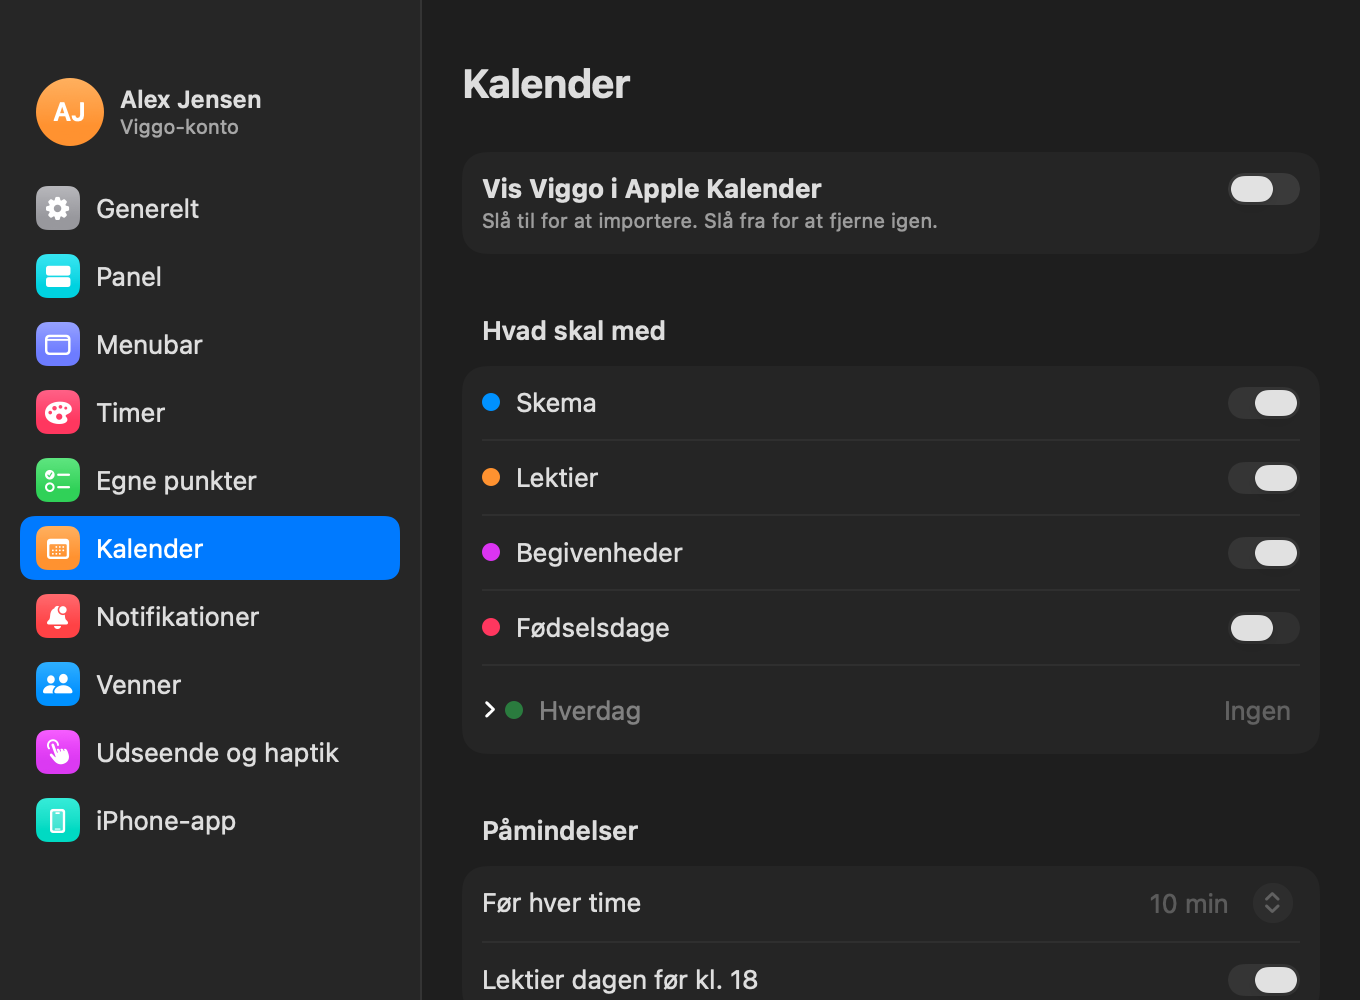 AJ
Alex Jensen
Viggo-konto
Generelt
Panel
Menubar
Timer
Egne punkter
Kalender
Notifikationer
Venner
Udseende og haptik
iPhone-app
Kalender
Vis Viggo i Apple Kalender
Slå til for at importere. Slå fra for at fjerne igen.
Hvad skal med
Skema
Lektier
Begivenheder
Fødselsdage
Hverdag Ingen
Påmindelser
Før hver time 10 min
Lektier dagen før kl. 18